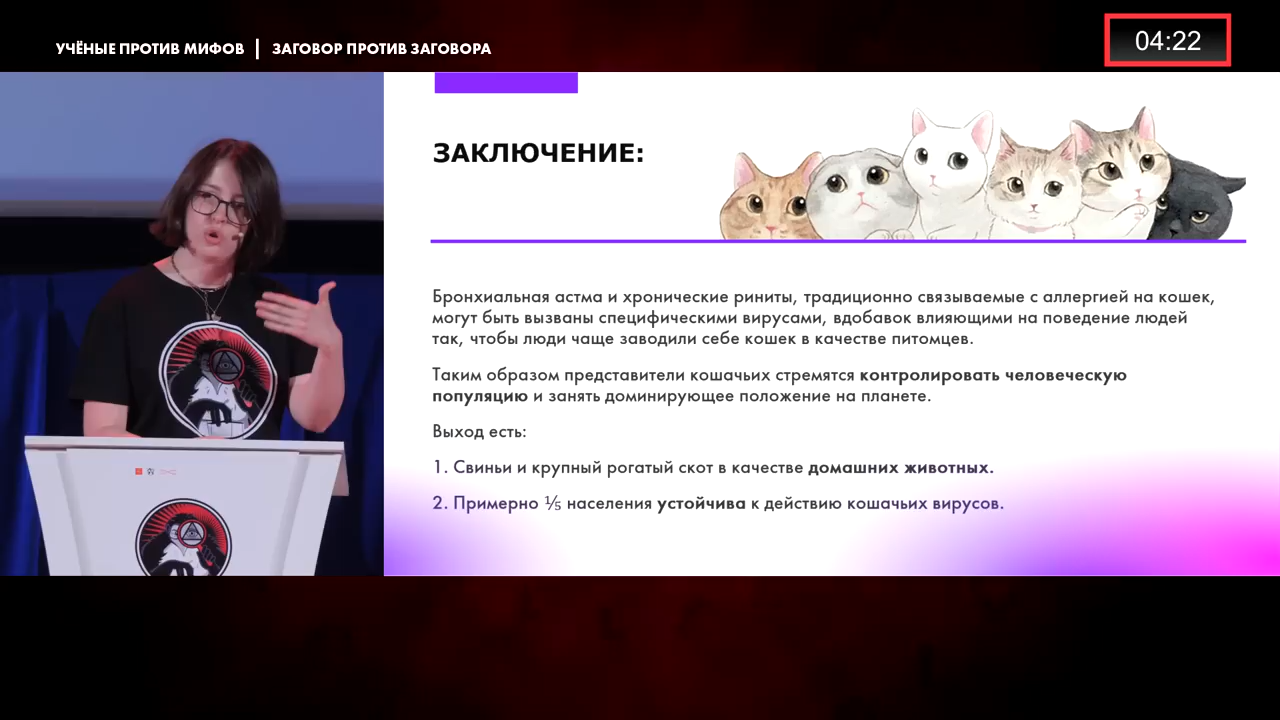 УЧЁНЫЕ ПРОТИВ МИФОВ | ЗАГОВОР ПРОТИВ ЗАГОВОРА
04:22
ЗАКЛЮЧЕНИЕ:
Бронхиальная астма и хронические риниты, традиционно связываемые с аллергией на кошек,
могут быть вызваны специфическими вирусами, вдобавок влияющими на поведение людей
так, чтобы люди чаще заводили себе кошек в качестве питомцев.
Таким образом представители кошачьих стремятся контролировать человеческую
популяцию и занять доминирующее положение на планете.
Выход есть:
1. Свиньи и крупный рогатый скот в качестве домашних животных.
2. Примерно ⅕ населения устойчива к действию кошачьих вирусов.